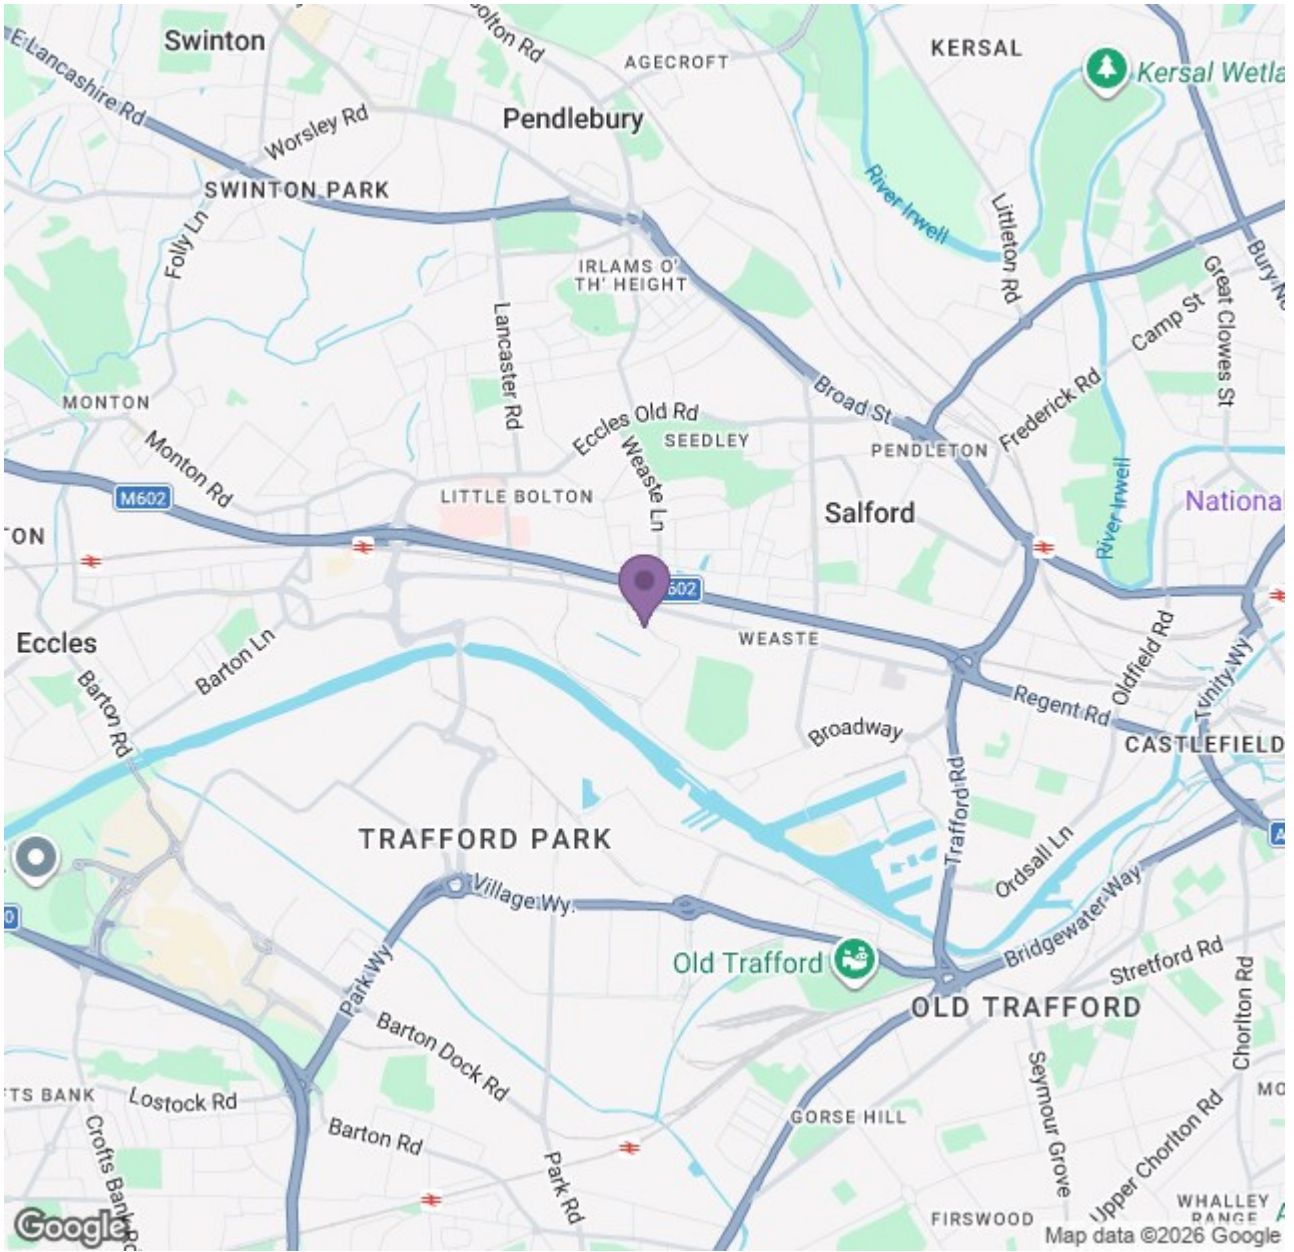 Swinton
Bolton Rd
AGECROFT
KERSAL
Kersal Wetla
E Lancashire Rd
Worsley Rd
Pendlebury
SWINTON PARK
River Irwell
Littleton Rd
Folly Ln
IRLAMS O'
TH' HEIGHT
Great Clowes St
Camp St
Lancaster Rd
Broad St
Frederick Rd
MONTON
Eccles Old Rd
SEEDLEY
PENDLETON
Monton Rd
Weaste Ln
M602
LITTLE BOLTON
Salford
River Irwell
National
TON
602
Eccles
Barton Ln
WEASTE
Oldfield Rd
Trinity Wy
Barton Rd
Regent Rd
Broadway
CASTLEFIELD
Trafford Rd
TRAFFORD PARK
Ordsall Ln
A
Village Wy.
Bridgewater Way
0
Old Trafford
Stretford Rd
Park Wy
OLD TRAFFORD
Chorlton Rd
Barton Dock Rd
Seymour Grove
FTS BANK
Lostock Rd
GORSE HILL
MO
Barton Rd
Crofts Bank Rd
Park Rd
Upper Chorlton Rd
WHALLEY
RANGE
FIRSWOOD
Google
Map data ©2026 Google